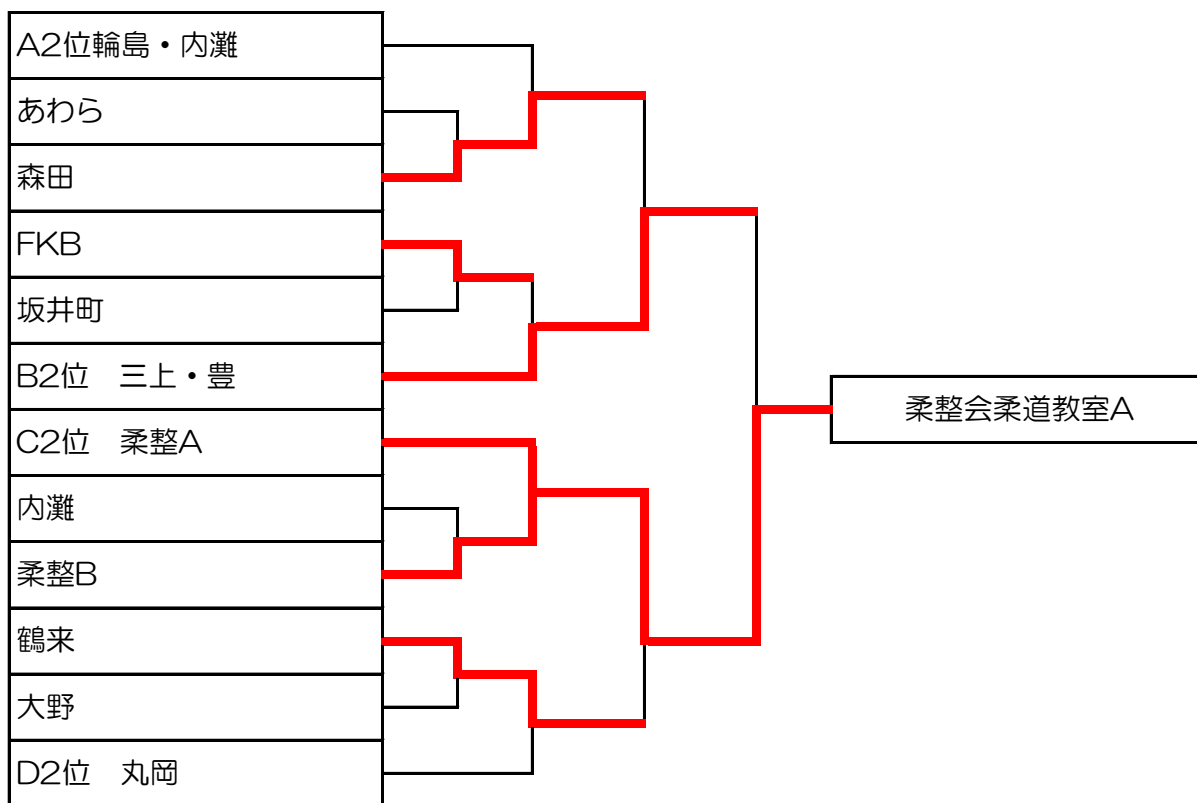 A2位輪島・内灘
あわら
森田
FKB
坂井町
B2位　三上・豊
C2位　柔整A
内灘
柔整B
鶴来
大野
D2位　丸岡
柔整会柔道教室A